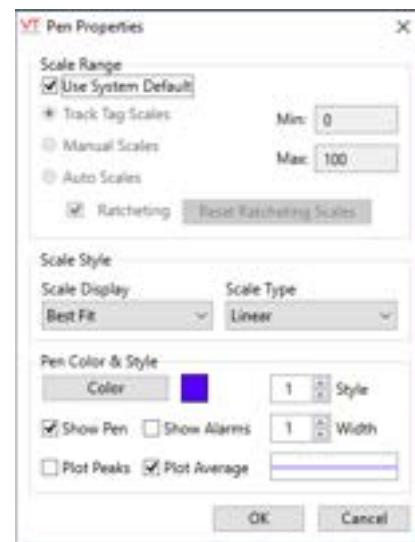 VT Pen Properties
Scale Range
Use System Default
Track Tag Scales
Min: 0
Manual Scales
Max: 100
Auto Scales
Ratcheting Reset Ratcheting Scales
Scale Style
Scale Display Scale Type
Best Fit Linear
Pen Color & Style
Color 1 Style
Show Pen Show Alarms 1 Width
Plot Peaks Plot Average
OK Cancel